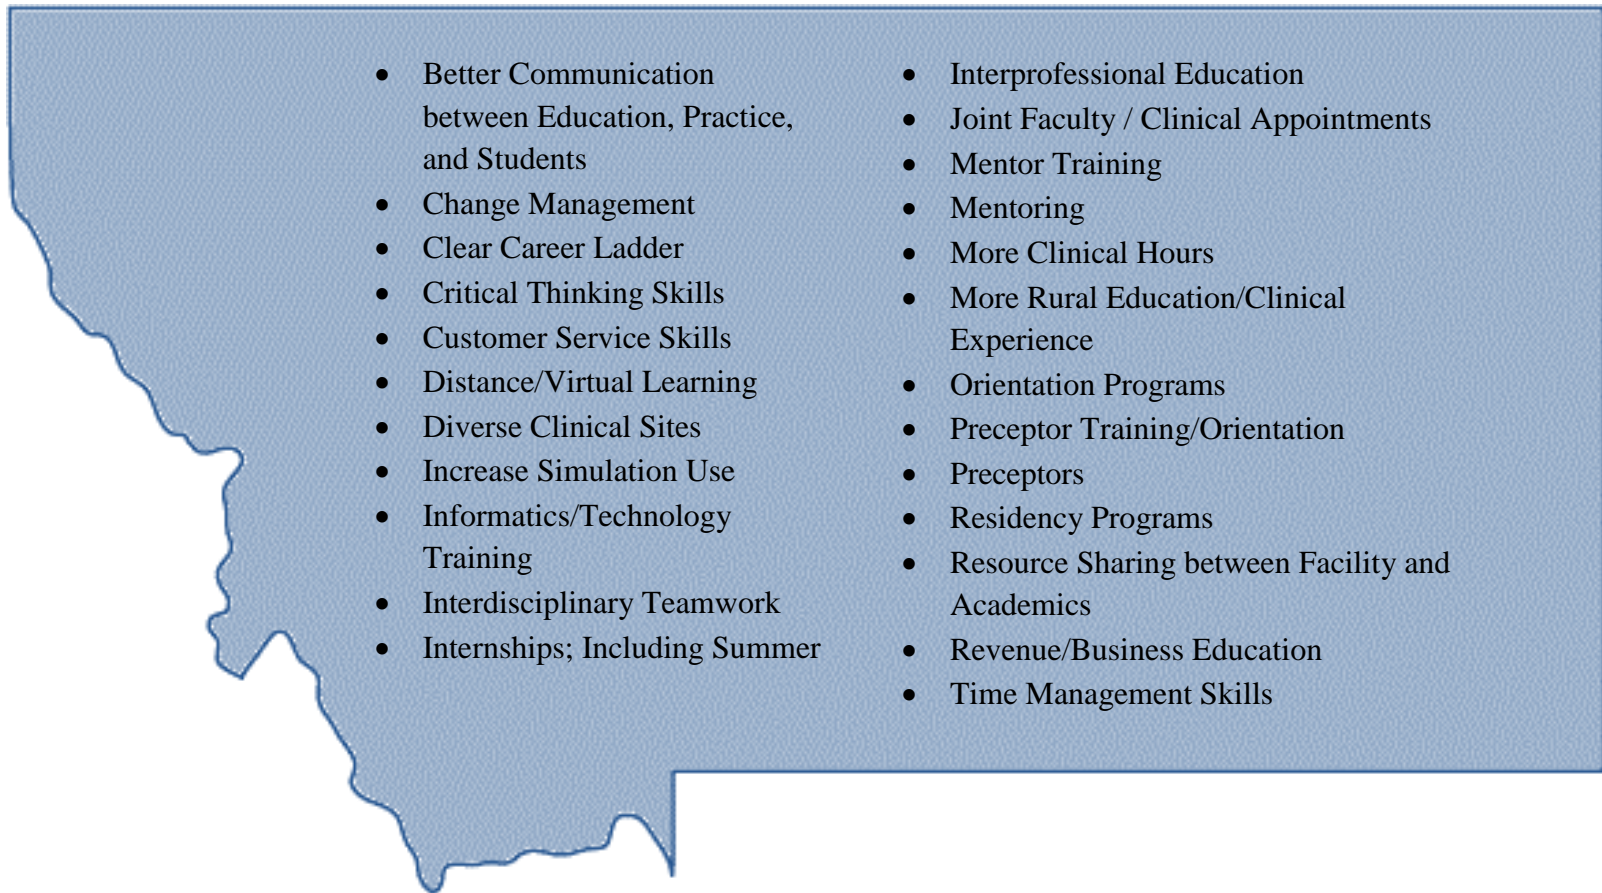 • Better Communication
between Education, Practice,
and Students
• Change Management
• Clear Career Ladder
• Critical Thinking Skills
• Customer Service Skills
• Distance/Virtual Learning
• Diverse Clinical Sites
• Increase Simulation Use
• Informatics/Technology
Training
• Interdisciplinary Teamwork
• Internships; Including Summer
• Interprofessional Education
• Joint Faculty / Clinical Appointments
• Mentor Training
• Mentoring
• More Clinical Hours
• More Rural Education/Clinical
Experience
• Orientation Programs
• Preceptor Training/Orientation
• Preceptors
• Residency Programs
• Resource Sharing between Facility and
Academics
• Revenue/Business Education
• Time Management Skills